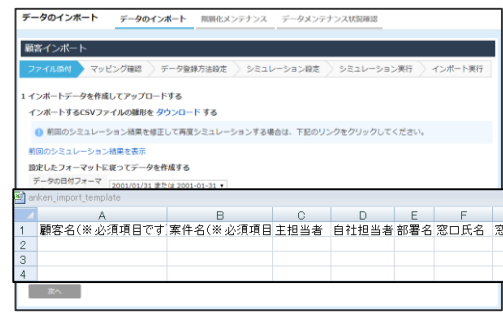 データのインポート データのインポート 階層化メンテナンス データメンテナンス状況確認
顧客インポート
ファイル添付 マッピング確認 データ登録方法設定 シミュレーション設定 シミュレーション実行 インポート実行
1 インポートデータを作成してアップロードする
インポートするCSVファイルの雛形を ダウンロード する
前回のシミュレーション結果を修正して再度シミュレーションする場合は、下記のリンクをクリックしてください。
前回のシミュレーション結果を表示
設定したフォーマットに従ってデータを作成する
データの日付フォーマ 2001/01/31 または 2001-01-31
anken_import_template
A B C D E F
1 顧客名(※必須項目です 案件名(※必須項目 主担当者 自社担当者 部署名 窓口氏名 窓
2
3
4
次へ